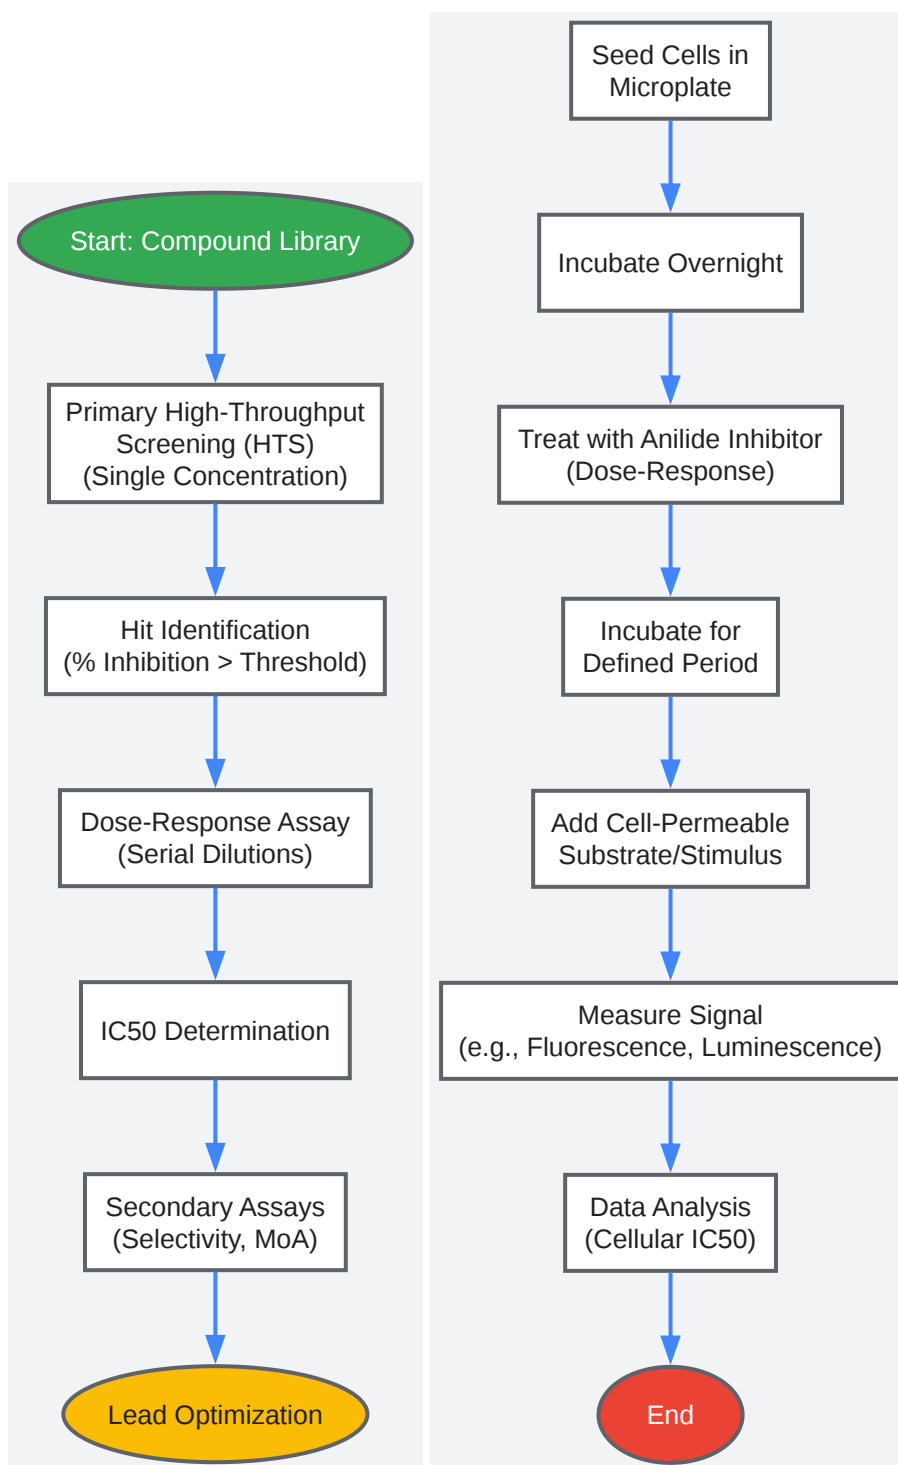 Start: Compound Library
Primary High-Throughput
Screening (HTS)
(Single Concentration)
Hit Identification
(% Inhibition > Threshold)
Dose-Response Assay
(Serial Dilutions)
IC50 Determination
Secondary Assays
(Selectivity, MoA)
Lead Optimization
Seed Cells in
Microplate
Incubate Overnight
Treat with Anilide Inhibitor
(Dose-Response)
Incubate for
Defined Period
Add Cell-Permeable
Substrate/Stimulus
Measure Signal
(e.g., Fluorescence, Luminescence)
Data Analysis
(Cellular IC50)
End